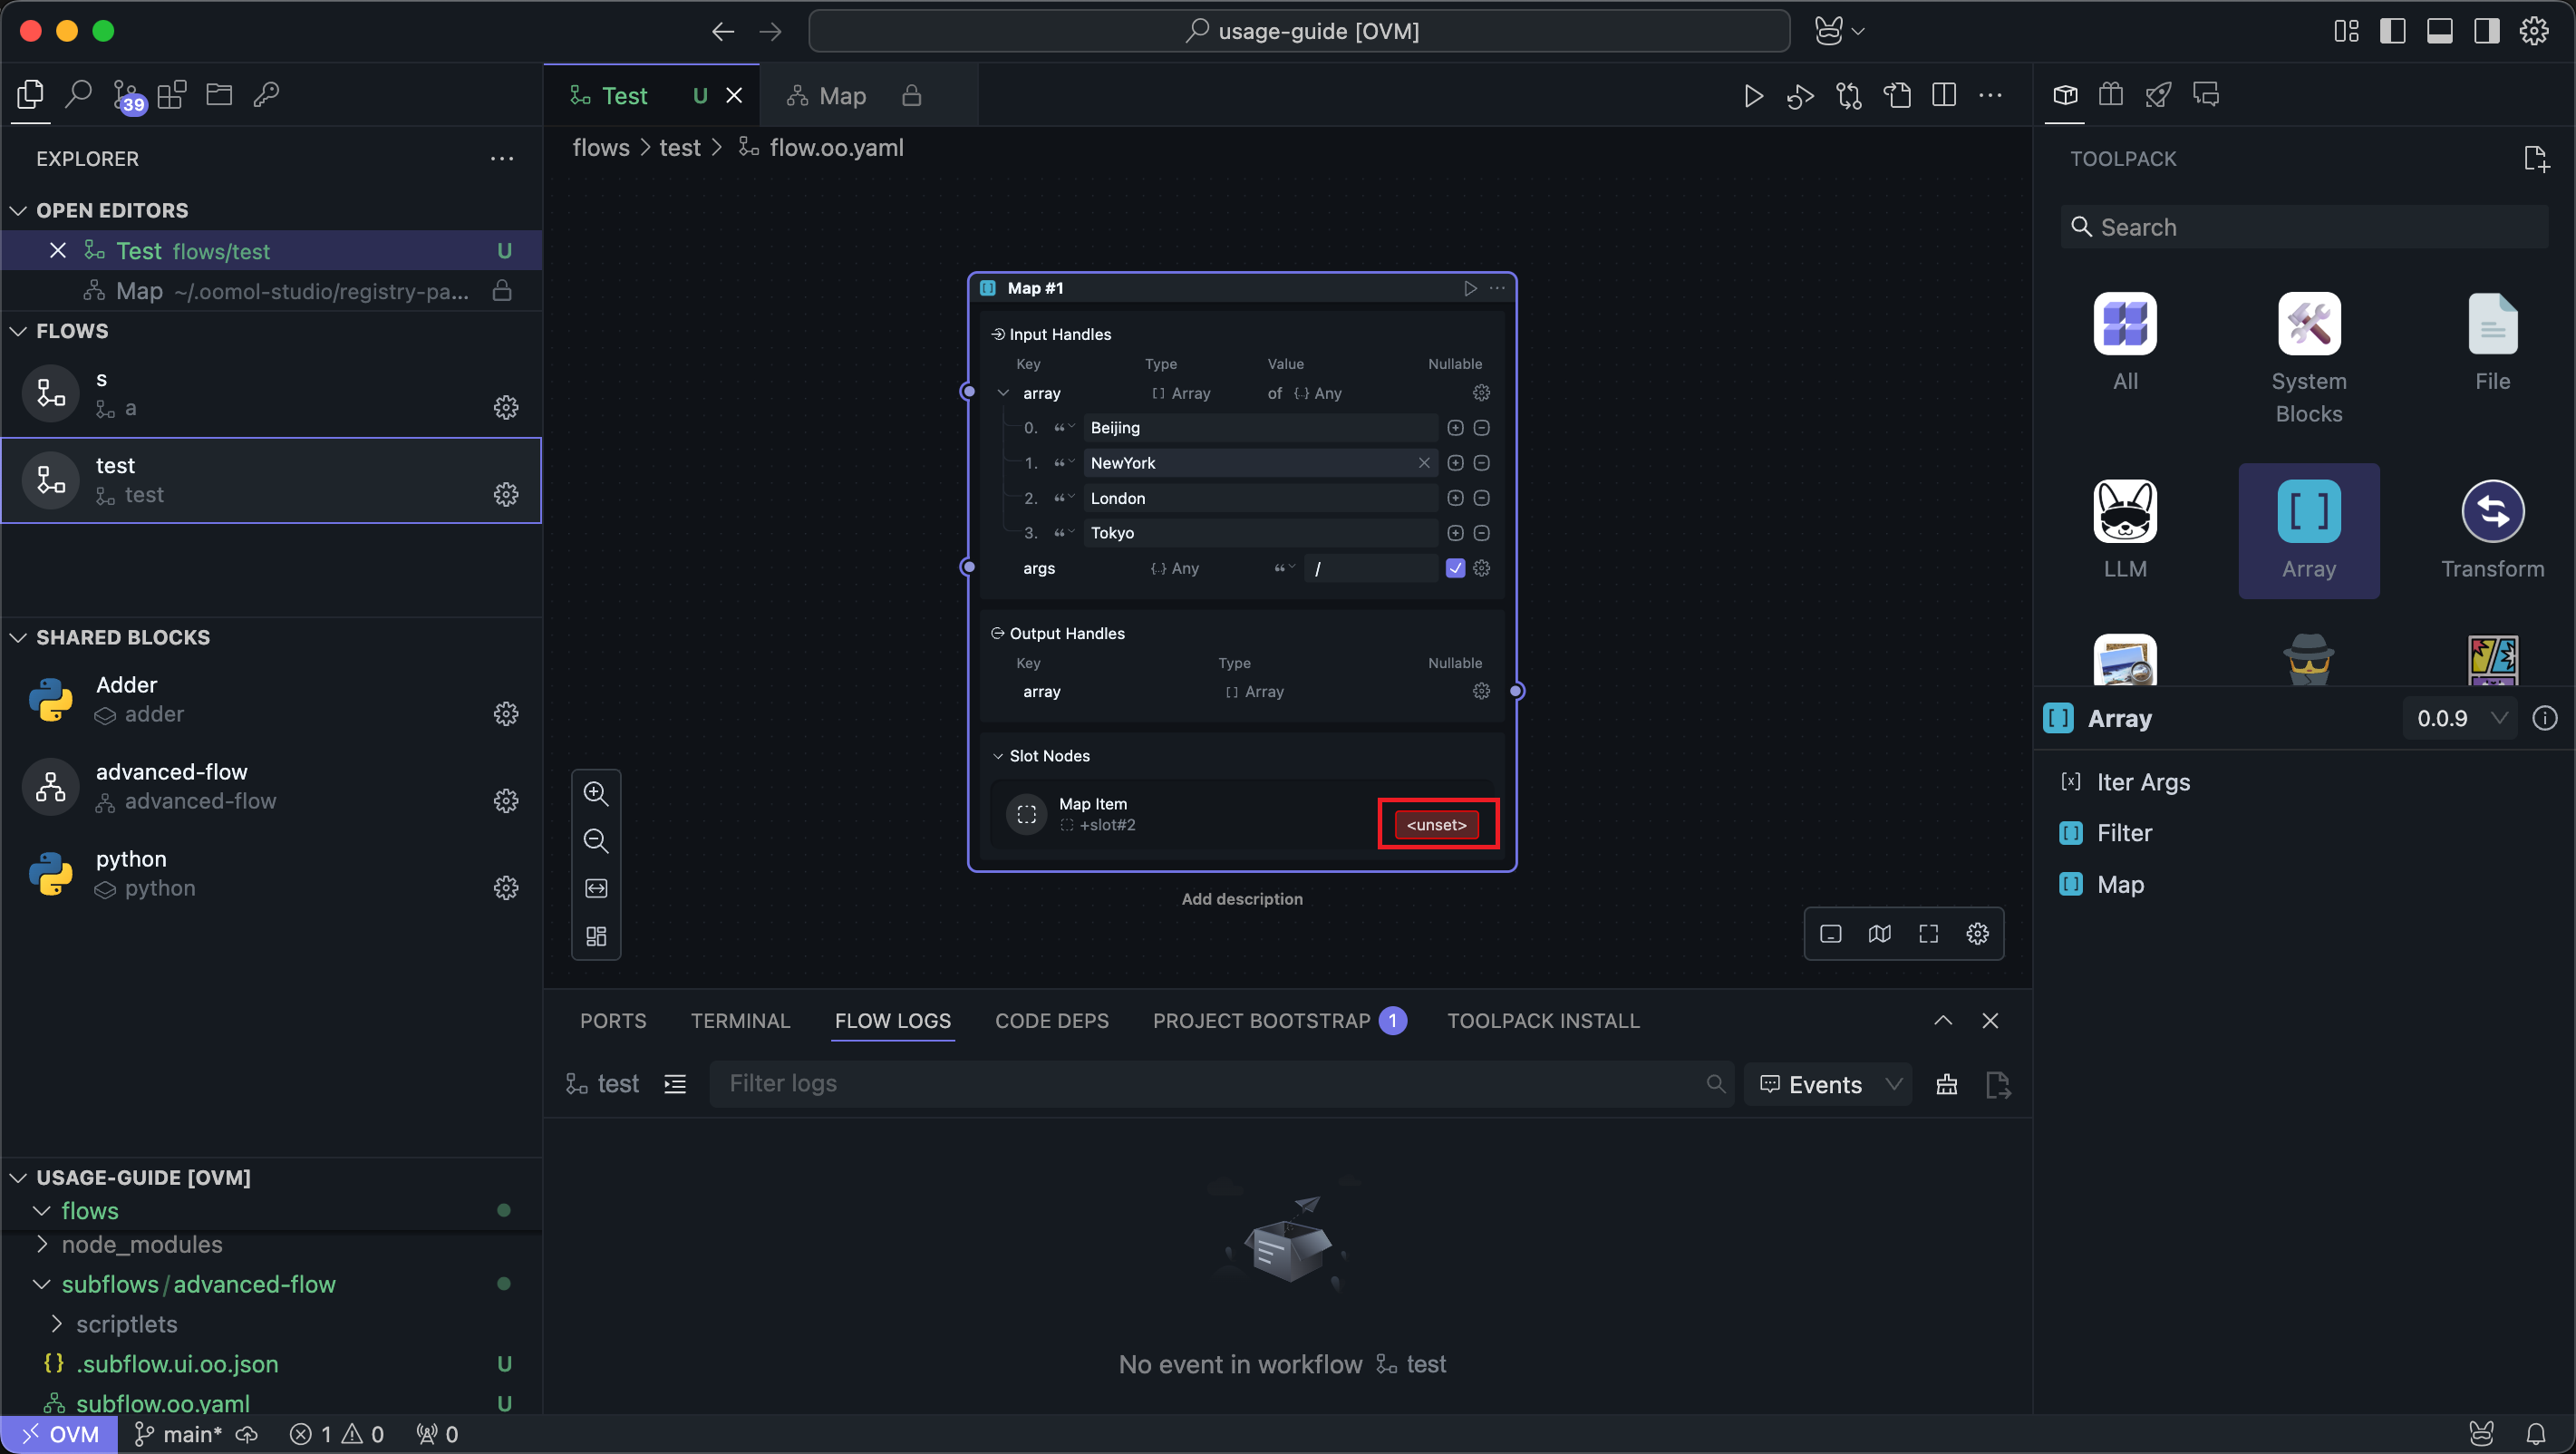 usage-guide [OVM]
39
Test U
Map
EXPLORER
flows > test > flow.oo.yaml
TOOLPACK
OPEN EDITORS
Test flows/test U
Map ~/.oomol-studio/registry-pa...
FLOWS
s
a
test
test
SHARED BLOCKS
Adder
adder
advanced-flow
advanced-flow
python
python
USAGE-GUIDE [OVM]
flows
node_modules
subflows/advanced-flow
scriptlets
{} .subflow.ui.oo.json U
subflow.oo.yaml U
Map #1
Input Handles
Key Type Value Nullable
array [] Array of {} Any
0. Beijing
1. NewYork
2. London
3. Tokyo
args {} Any /
Output Handles
Key Type Nullable
array [] Array
Slot Nodes
Map Item
+slot#2
<unset>
Add description
PORTS TERMINAL FLOW LOGS CODE DEPS PROJECT BOOTSTRAP 1 TOOLPACK INSTALL
test Filter logs Events
No event in workflow test
Search
All
System
Blocks
File
LLM
Array
Transform
Array 0.0.9
[x] Iter Args
Filter
Map
OVM main* 1 0 0